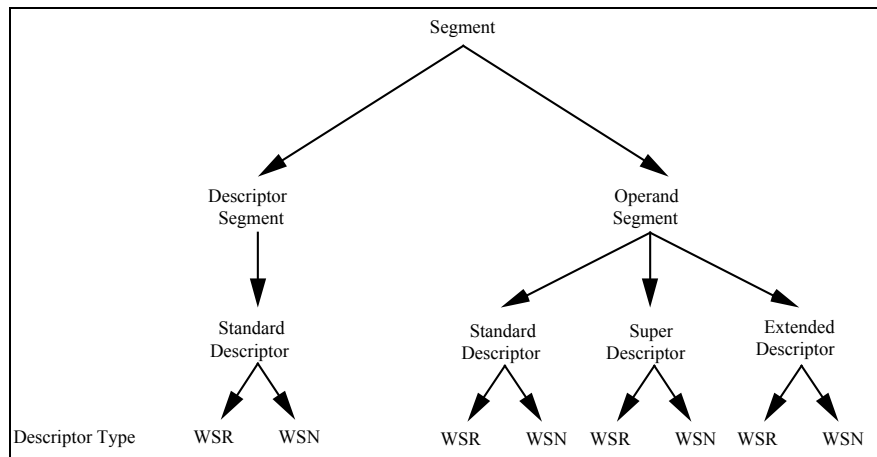 Segment
Descriptor
Segment
Operand
Segment
Standard
Descriptor
Standard
Descriptor
Super
Descriptor
Extended
Descriptor
Descriptor Type WSR WSN WSR WSN WSR WSN WSR WSN